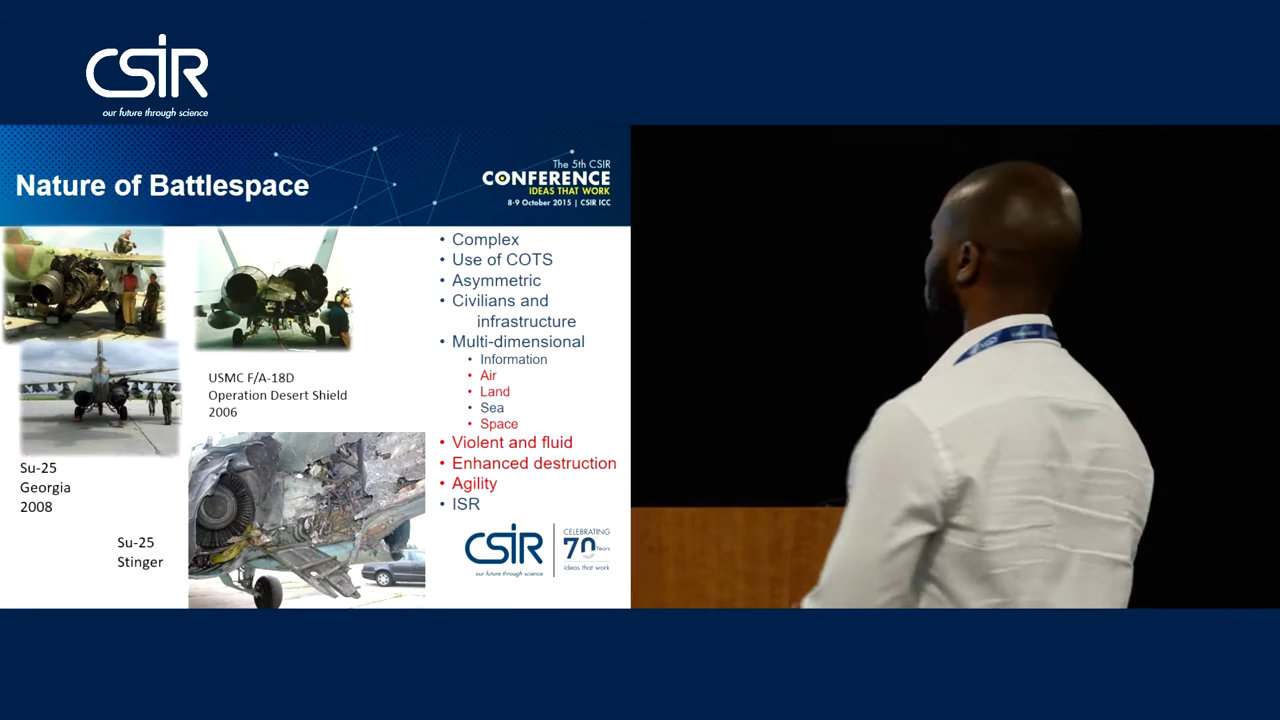 CSIR
our future through science
Nature of Battlespace
The 5th CSIR
CONFERENCE
IDEAS THAT WORK
8-9 October 2015 | CSIR ICC
USMC F/A-18D
Operation Desert Shield
2006
Su-25
Georgia
2008
Su-25
Stinger
• Complex
• Use of COTS
• Asymmetric
• Civilians and
infrastructure
• Multi-dimensional
• Information
• Air
• Land
• Sea
• Space
• Violent and fluid
• Enhanced destruction
• Agility
• ISR
CSIR
our future through science
CELEBRATING
70 Years
Ideas that work